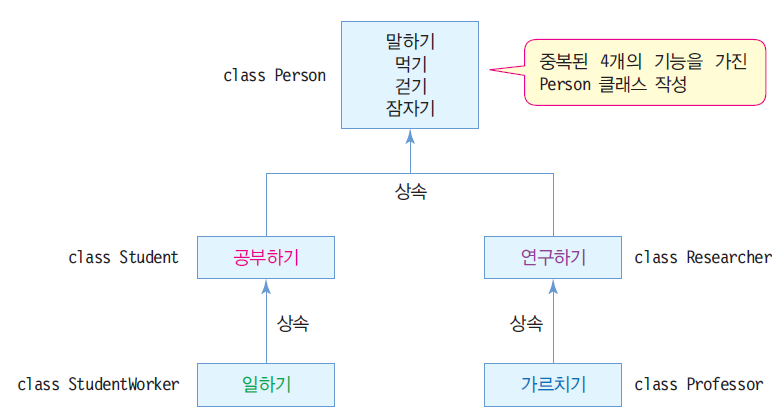 class Person
말하기
먹기
걷기
잠자기
중복된 4개의 기능을 가진
Person 클래스 작성
상속
class Student
공부하기
연구하기
class Researcher
상속
상속
class StudentWorker
일하기
가르치기
class Professor